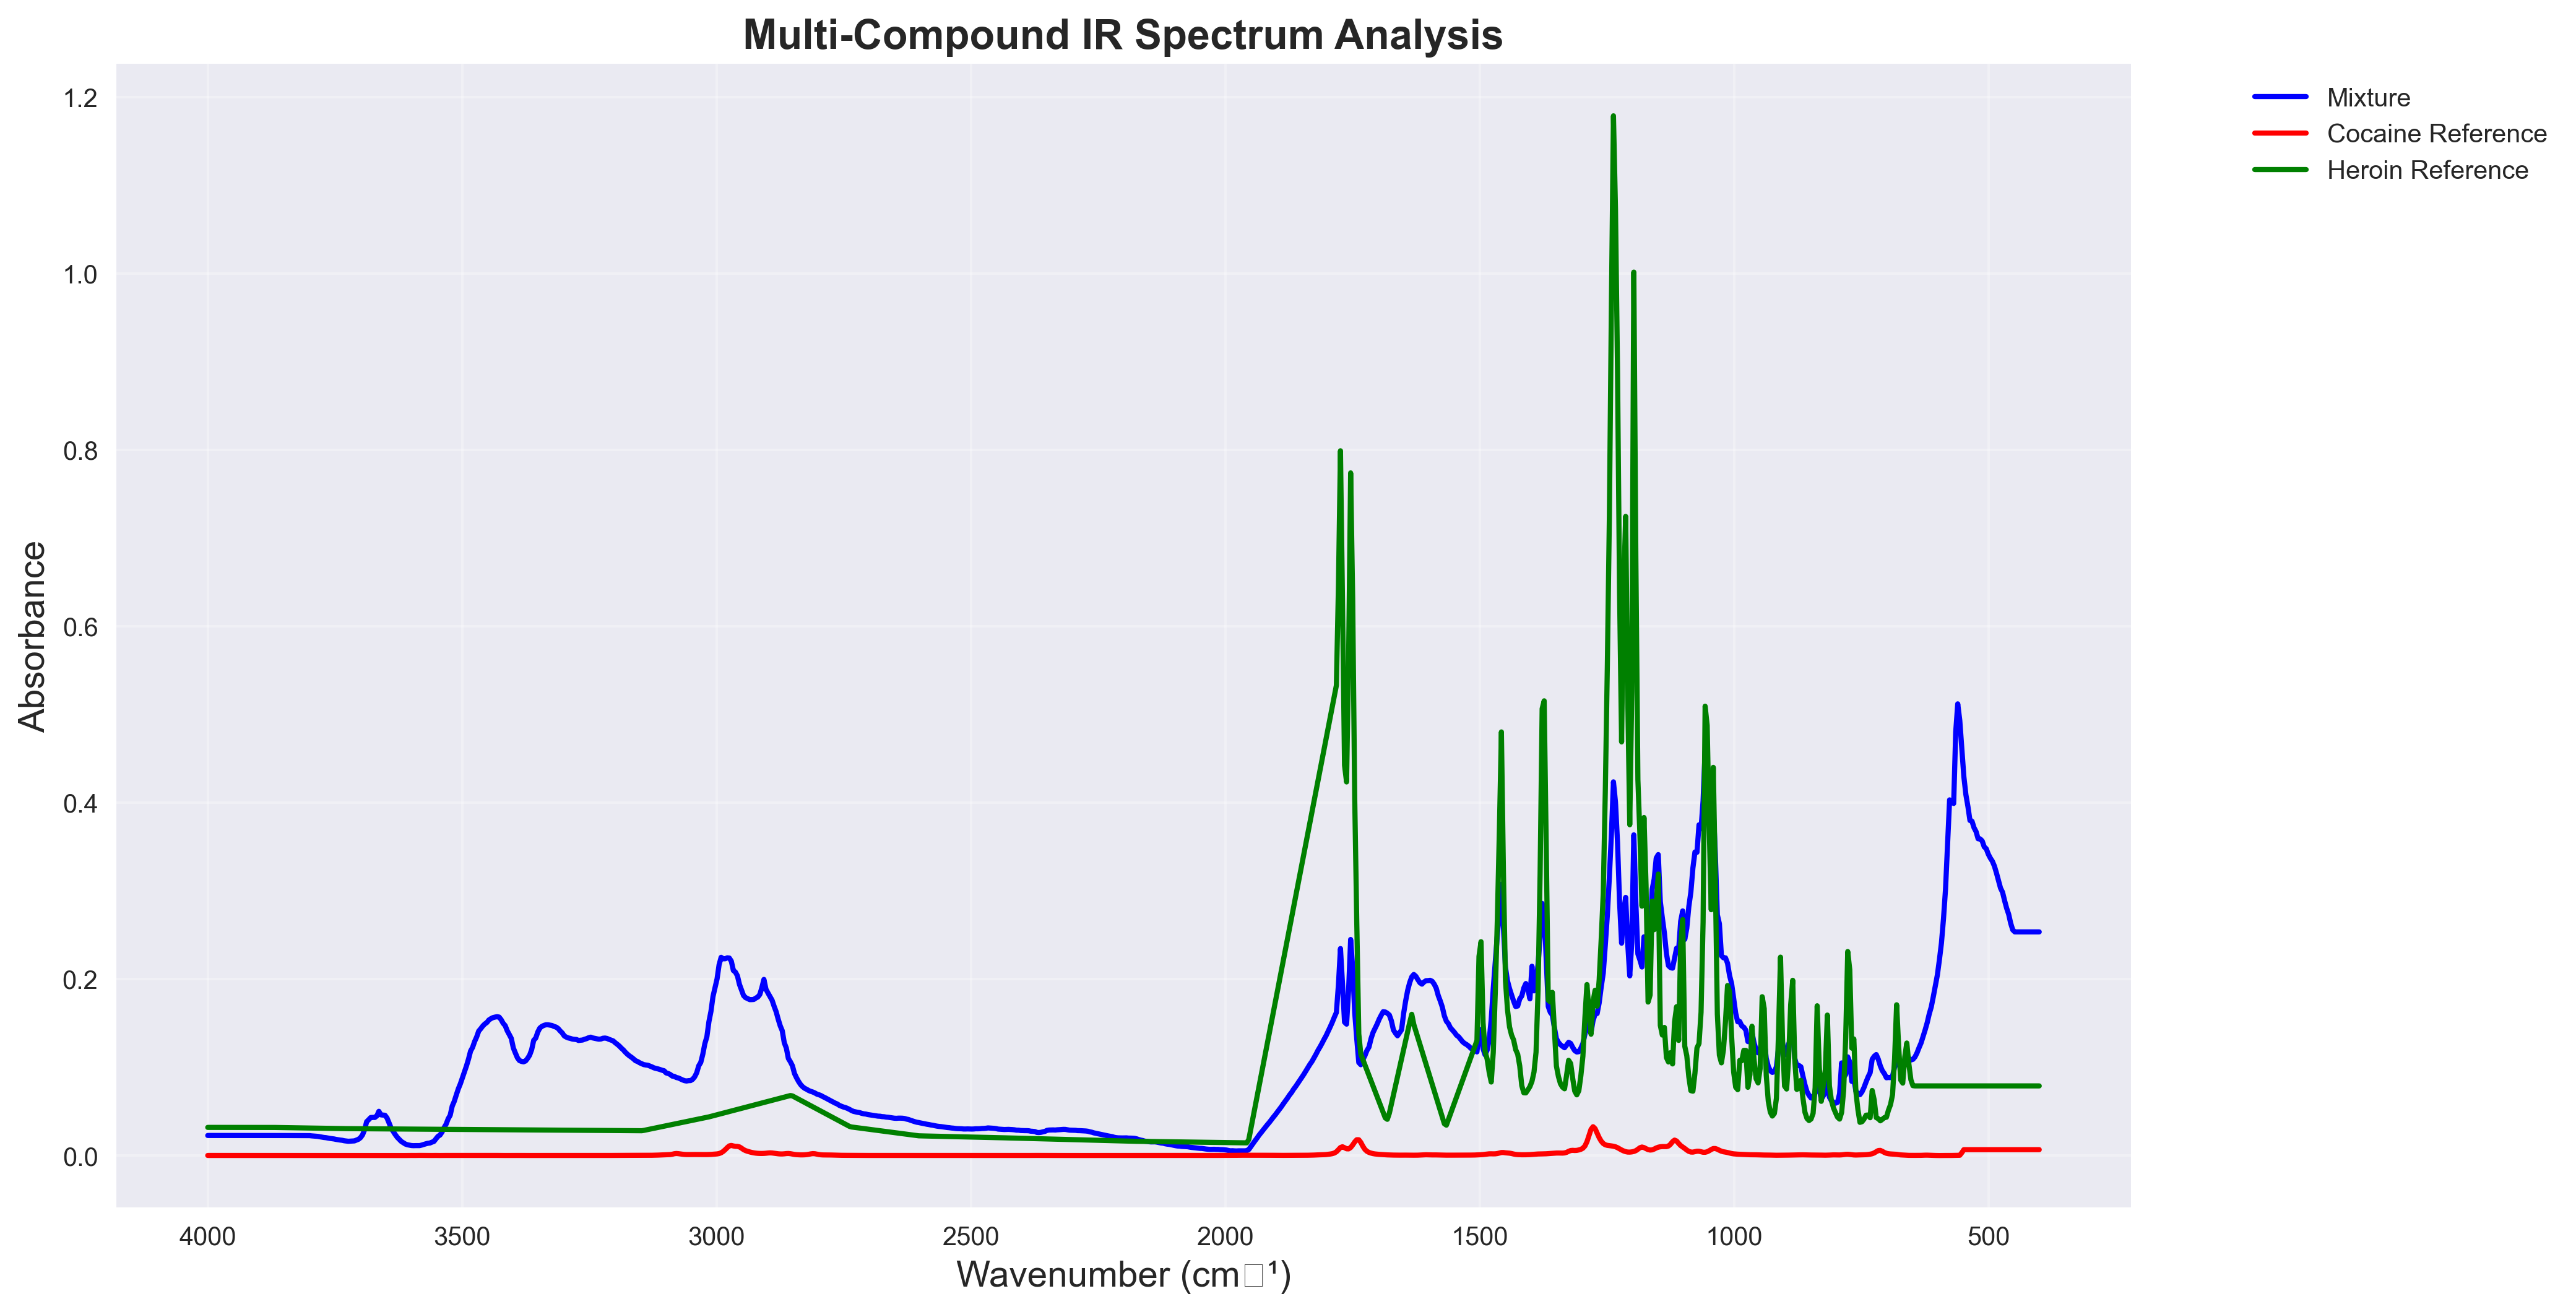 Multi-Compound IR Spectrum Analysis
Mixture
Cocaine Reference
Heroin Reference
Absorbance
1.2
1.0
0.8
0.6
0.4
0.2
0.0
4000 3500 3000 2500 2000 1500 1000 500
Wavenumber (cm□¹)